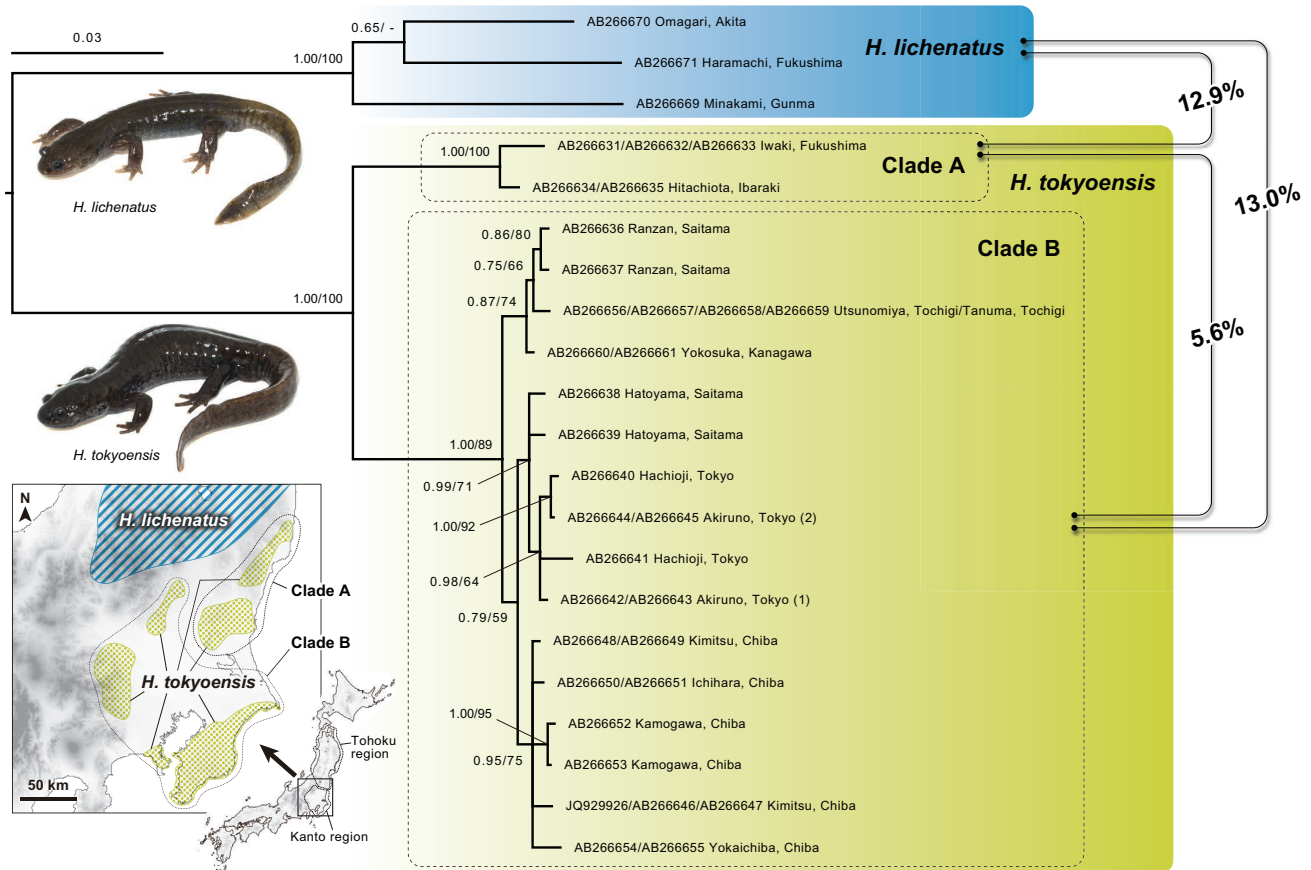 0.03
0.65/ -
AB266670 Omagari, Akita
1.00/100
AB266671 Haramachi, Fukushima
AB266669 Minakami, Gunma
H. lichenatus
H. lichenatus
12.9%
13.0%
5.6%
1.00/100
AB266631/AB266632/AB266633 Iwaki, Fukushima
AB266634/AB266635 Hitachiota, Ibaraki
Clade A
H. tokyoensis
Clade B
1.00/100
H. tokyoensis
0.86/80
AB266636 Ranzan, Saitama
0.75/66
AB266637 Ranzan, Saitama
0.87/74
AB266656/AB266657/AB266658/AB266659 Utsunomiya, Tochigi/Tanuma, Tochigi
AB266660/AB266661 Yokosuka, Kanagawa
AB266638 Hatoyama, Saitama
1.00/89
AB266639 Hatoyama, Saitama
0.99/71
AB266640 Hachioji, Tokyo
1.00/92
AB266644/AB266645 Akiruno, Tokyo (2)
0.98/64
AB266641 Hachioji, Tokyo
AB266642/AB266643 Akiruno, Tokyo (1)
0.79/59
AB266648/AB266649 Kimitsu, Chiba
AB266650/AB266651 Ichihara, Chiba
1.00/95
AB266652 Kamogawa, Chiba
0.95/75
AB266653 Kamogawa, Chiba
JQ929926/AB266646/AB266647 Kimitsu, Chiba
AB266654/AB266655 Yokaichiba, Chiba
N
H. lichenatus
Clade A
Clade B
H. tokyoensis
50 km
Tohoku
region
Kanto region